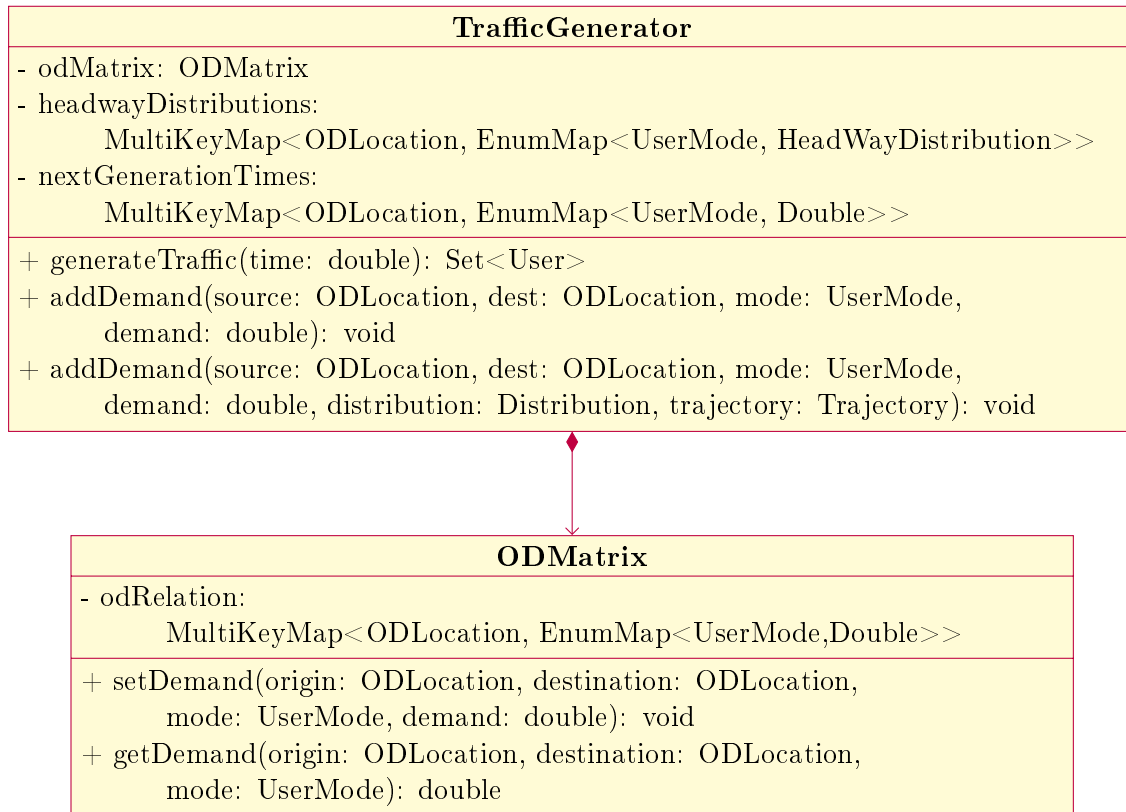 TrafficGenerator
- odMatrix: ODMatrix
- headwayDistributions:
MultiKeyMap<ODLocation, EnumMap<UserMode, HeadWayDistribution>>
- nextGenerationTimes:
MultiKeyMap<ODLocation, EnumMap<UserMode, Double>>
+ generateTraffic(time: double): Set<User>
+ addDemand(source: ODLocation, dest: ODLocation, mode: UserMode,
demand: double): void
+ addDemand(source: ODLocation, dest: ODLocation, mode: UserMode,
demand: double, distribution: Distribution, trajectory: Trajectory): void
ODMatrix
- odRelation:
MultiKeyMap<ODLocation, EnumMap<UserMode,Double>>
+ setDemand(origin: ODLocation, destination: ODLocation,
mode: UserMode, demand: double): void
+ getDemand(origin: ODLocation, destination: ODLocation,
mode: UserMode): double